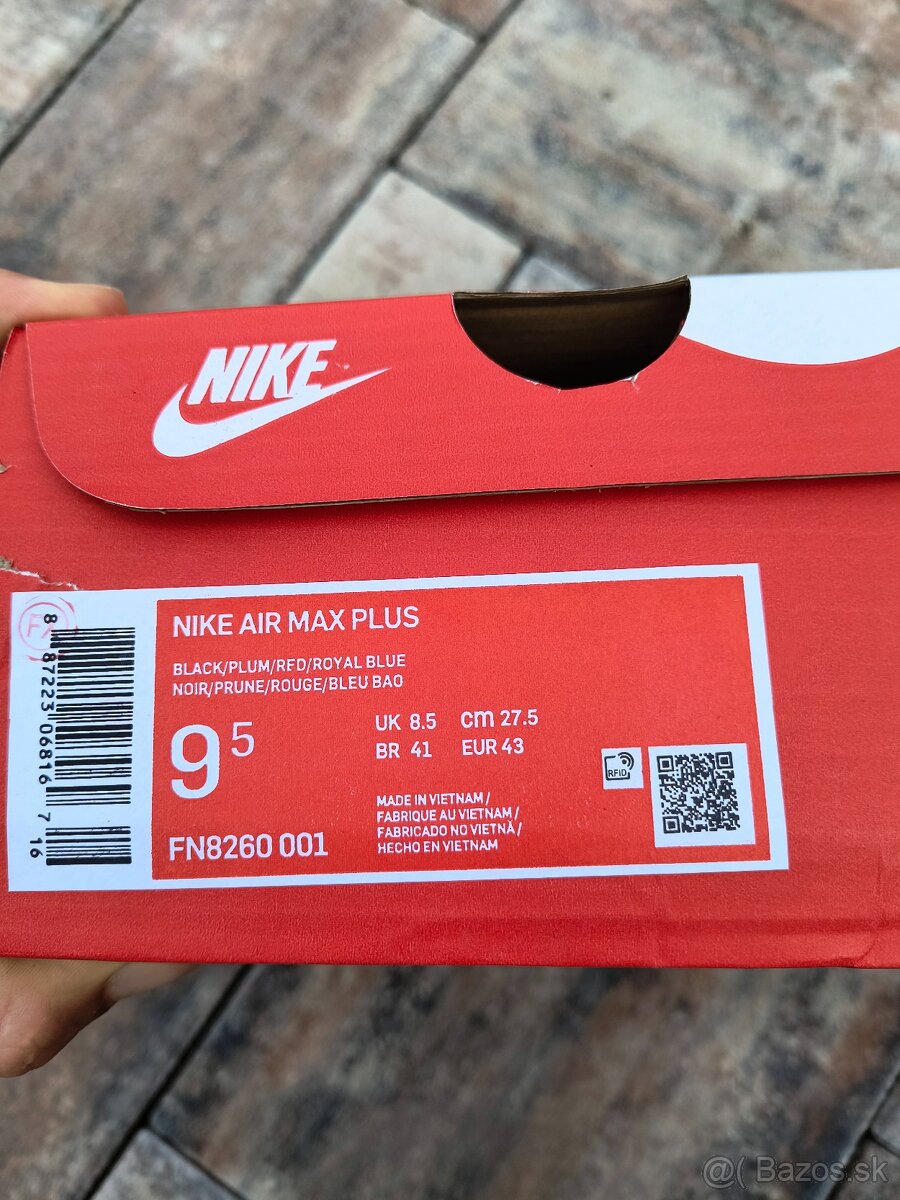 NIKE
NIKE AIR MAX PLUS
BLACK/PLUM/RFD/ROYAL BLUE
NOIR/PRUNE/ROUGE/BLEU BAO
9 5
UK 8.5 cm 27.5
BR 41 EUR 43
MADE IN VIETNAM /
FABRIQUE AU VIETNAM /
FABRICADO NO VIETNÃ /
HECHO EN VIETNAM
FN8260 001
RFID
8 87223 06816 7 16
@( Bazos.sk